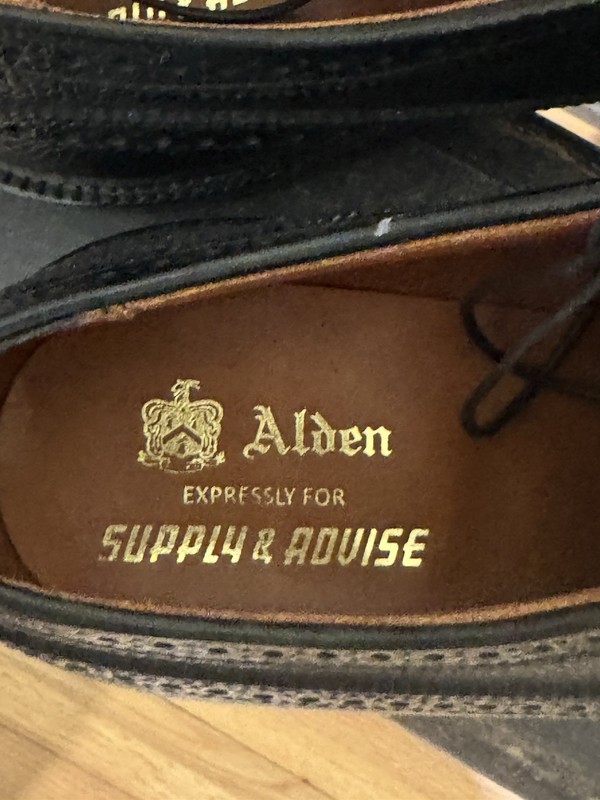 Alden
EXPRESSLY FOR
SUPPLY & ADVISE